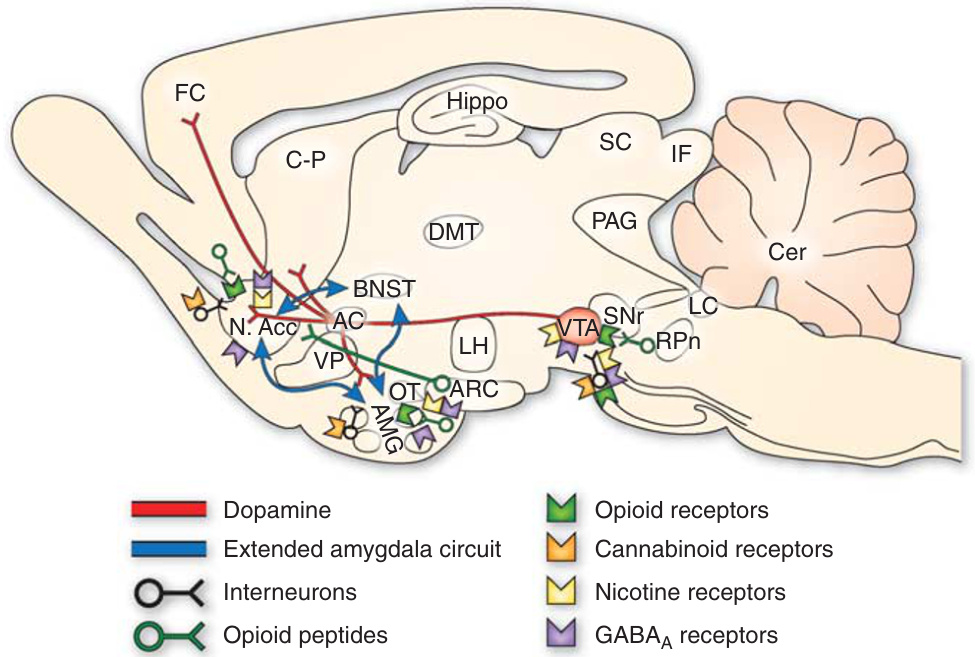 FC
Hippo
C-P
SC
IF
PAG
DMT
Cer
BNST
N. Acc
AC
VTA
SNr
LC
RPn
VP
LH
OT
ARC
AMG
Dopamine
Extended amygdala circuit
Interneurons
Opioid peptides
Opioid receptors
Cannabinoid receptors
Nicotine receptors
GABAA receptors